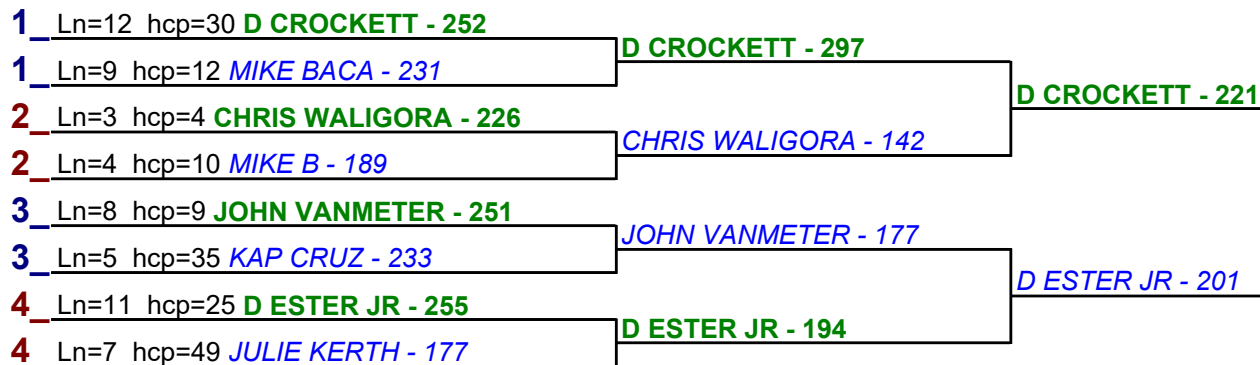 1_ Ln=12 hcp=30 D CROCKETT - 252
D CROCKETT - 297
1_ Ln=9 hcp=12 MIKE BACA - 231
D CROCKETT - 221
2_ Ln=3 hcp=4 CHRIS WALIGORA - 226
CHRIS WALIGORA - 142
2_ Ln=4 hcp=10 MIKE B - 189
3_ Ln=8 hcp=9 JOHN VANMETER - 251
JOHN VANMETER - 177
3_ Ln=5 hcp=35 KAP CRUZ - 233
D ESTER JR - 201
4_ Ln=11 hcp=25 D ESTER JR - 255
D ESTER JR - 194
4 Ln=7 hcp=49 JULIE KERTH - 177